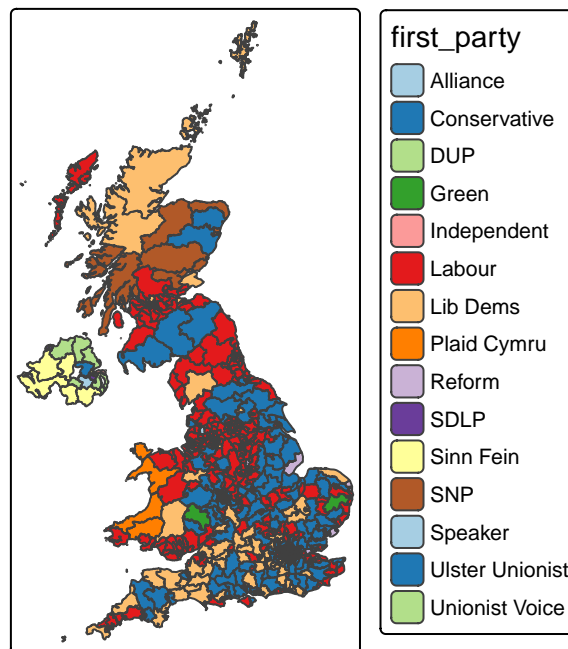 first_party
Alliance
Conservative
DUP
Green
Independent
Labour
Lib Dems
Plaid Cymru
Reform
SDLP
Sinn Fein
SNP
Speaker
Ulster Unionist
Unionist Voice